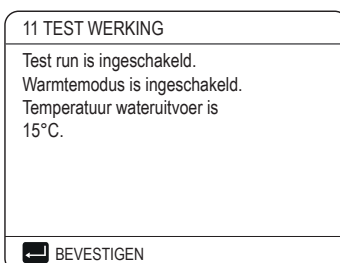 11 TEST WERKING
Test run is ingeschakeld.
Warmtemodus is ingeschakeld.
Temperatuur wateruitvoer is
15°C.
BEVESTIGEN